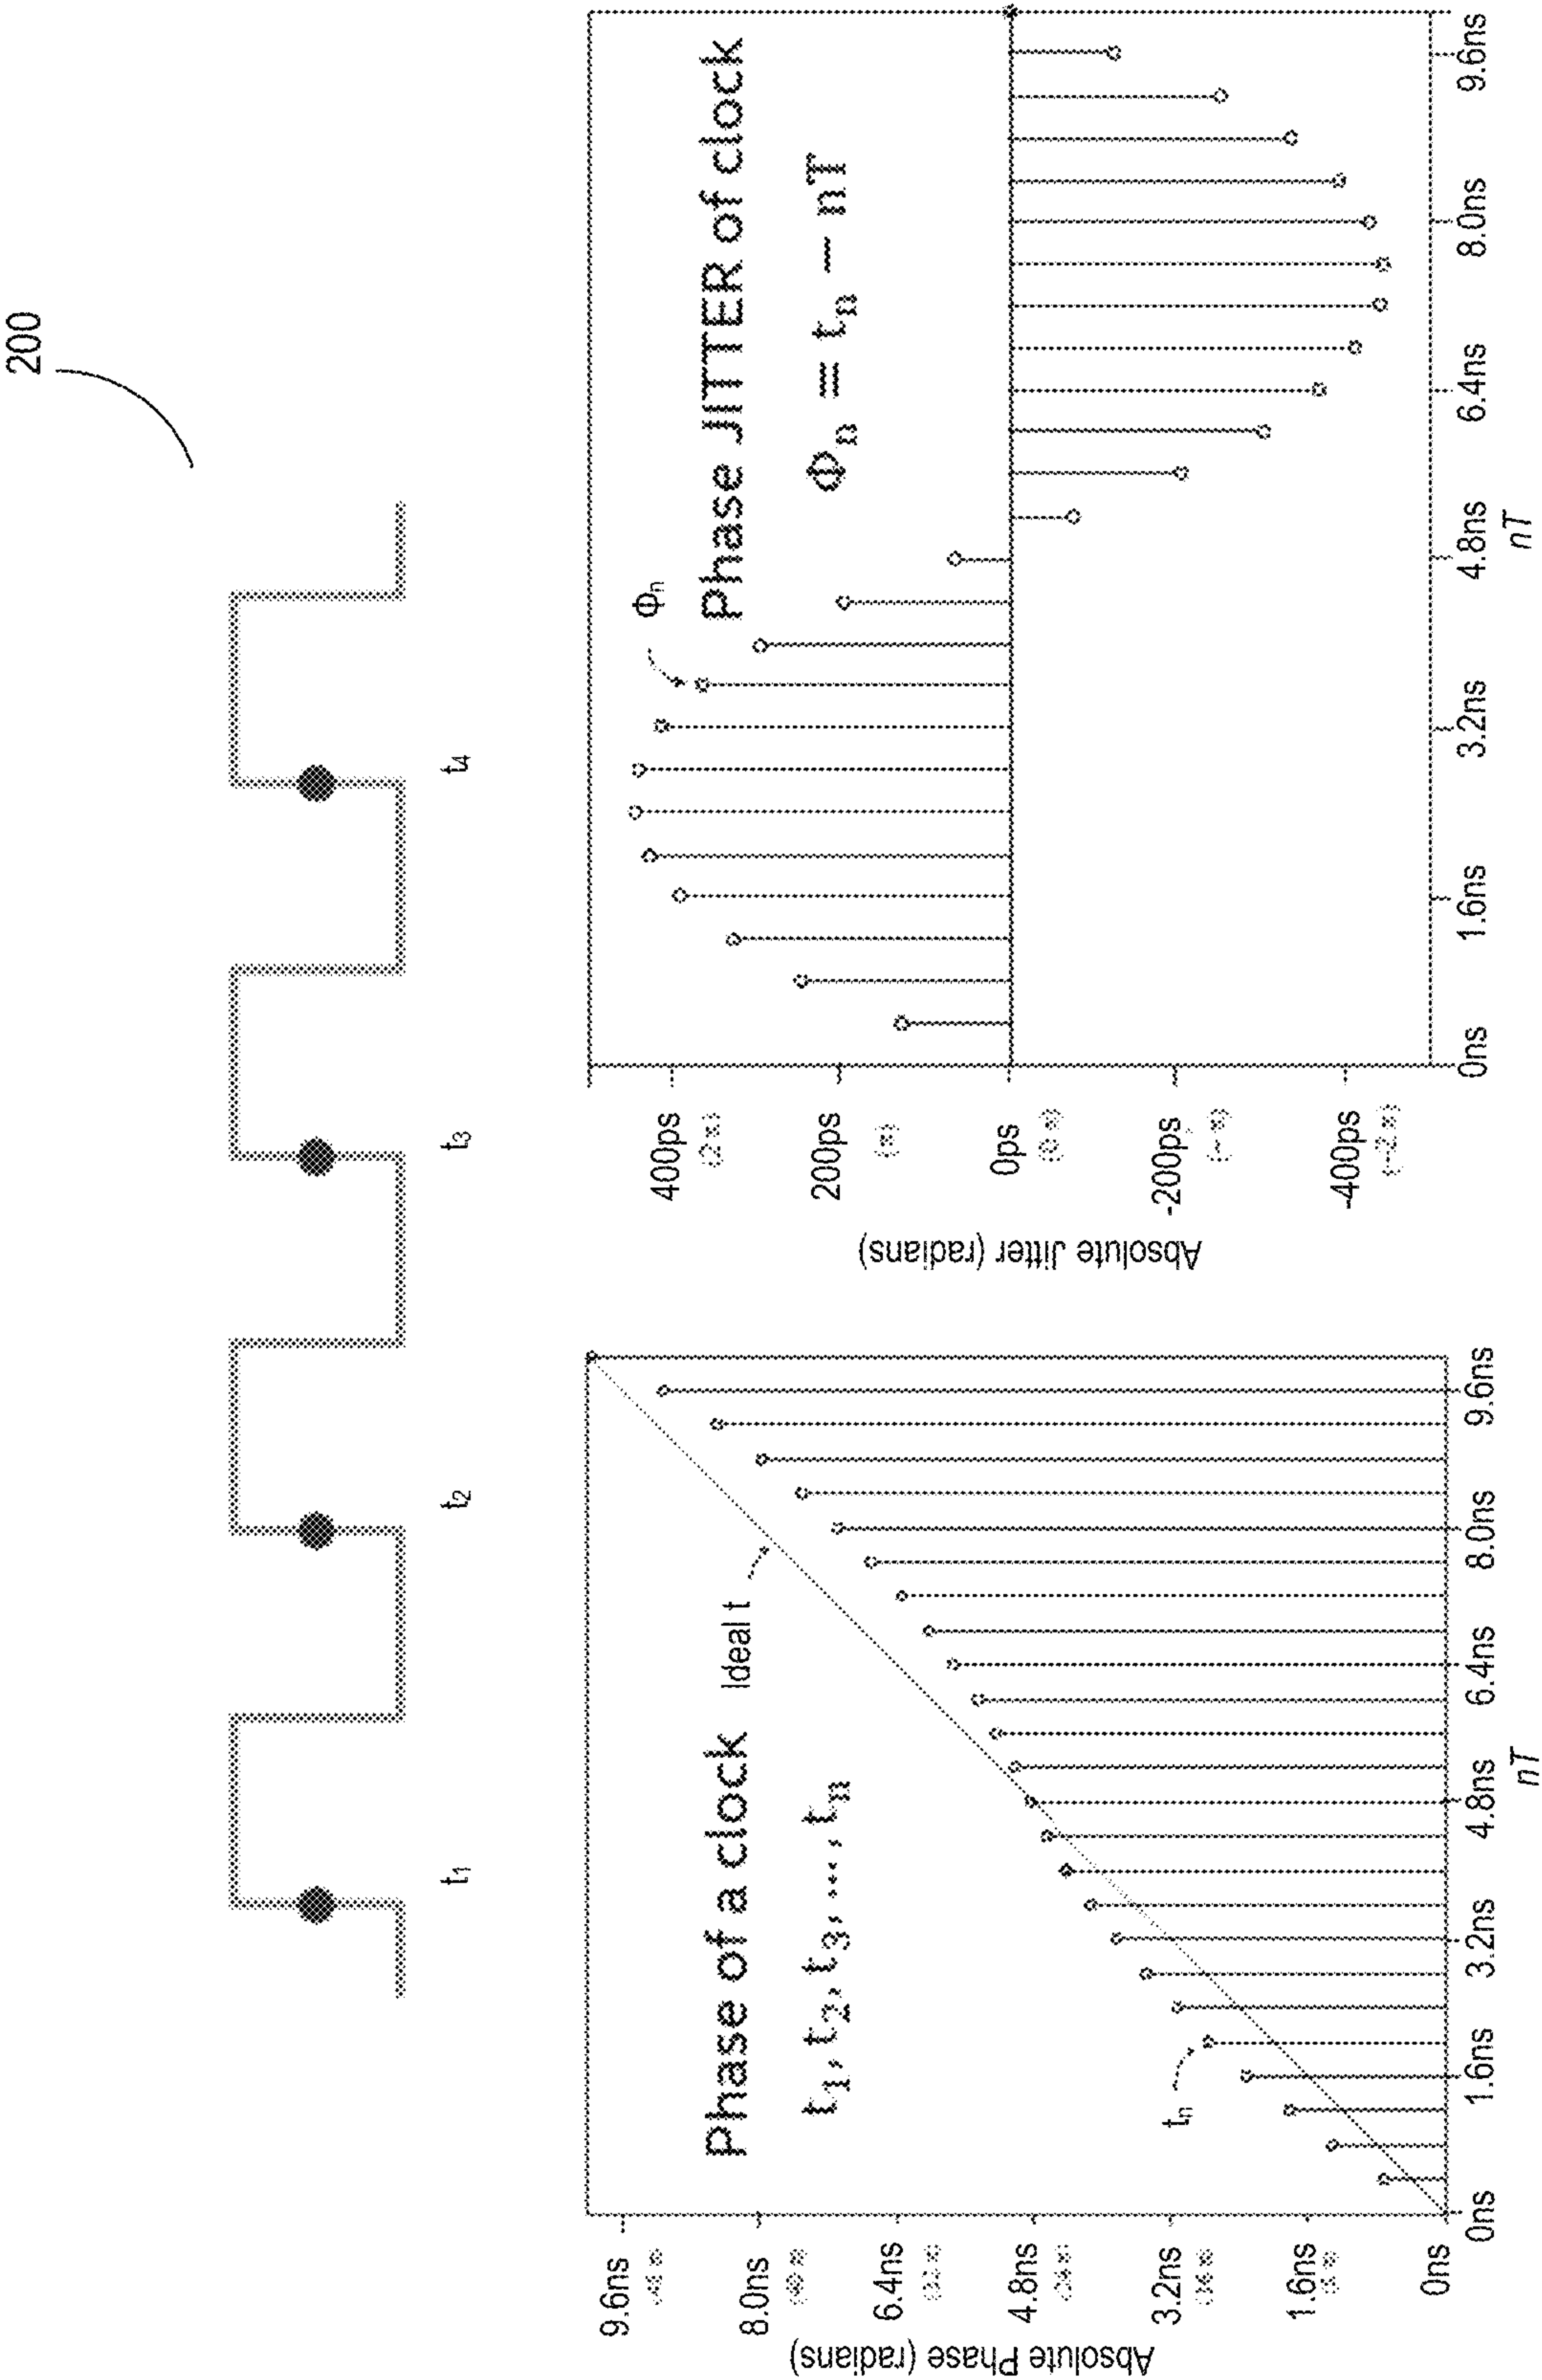 200
t1
t2
t3
t4
Phase of a clock
t1, t2, t3, ..., tn
Ideal t
tn
Absolute Phase (radians)
9.6ns
8.0ns
6.4ns
4.8ns
3.2ns
1.6ns
0ns
0ns
1.6ns
3.2ns
4.8ns
6.4ns
8.0ns
9.6ns
nT
Phase JITTER of clock
Φn = tn − nT
Φn
Absolute Jitter (radians)
400ps
(2π)
200ps
(π)
0ps
(0π)
-200ps
(-π)
-400ps
(-2π)
0ns
1.6ns
3.2ns
4.8ns
6.4ns
8.0ns
9.6ns
nT